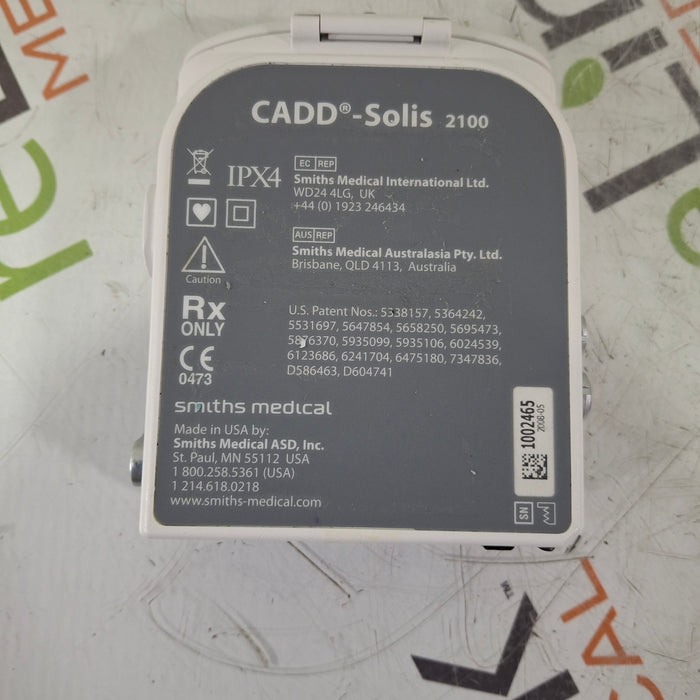 CADD®-Solis 2100
IPX4
EC REP
Smiths Medical International Ltd.
WD24 4LG, UK
+44 (0) 1923 246434
AUS REP
Smiths Medical Australasia Pty. Ltd.
Brisbane, QLD 4113, Australia
Caution
Rx
ONLY
CE
0473
U.S. Patent Nos.: 5338157, 5364242,
5531697, 5647854, 5658250, 5695473,
5876370, 5935099, 5935106, 6024539,
6123686, 6241704, 6475180, 7347836,
D586463, D604741
smiths medical
Made in USA by:
Smiths Medical ASD, Inc.
St. Paul, MN 55112 USA
1 800.258.5361 (USA)
1 214.618.0218
www.smiths-medical.com
1002465
2008-05
SN
TM